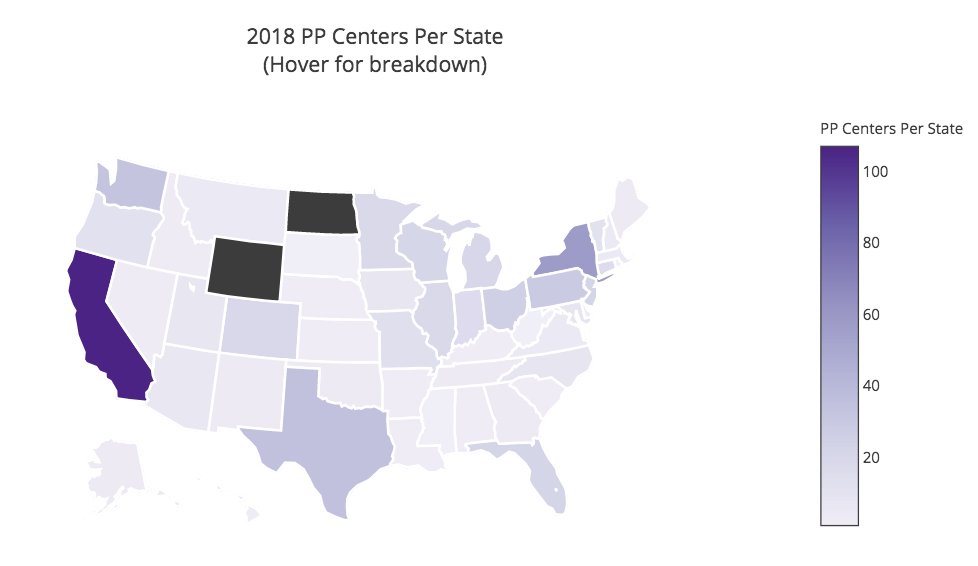 2018 PP Centers Per State
(Hover for breakdown)
PP Centers Per State
100
80
60
40
20